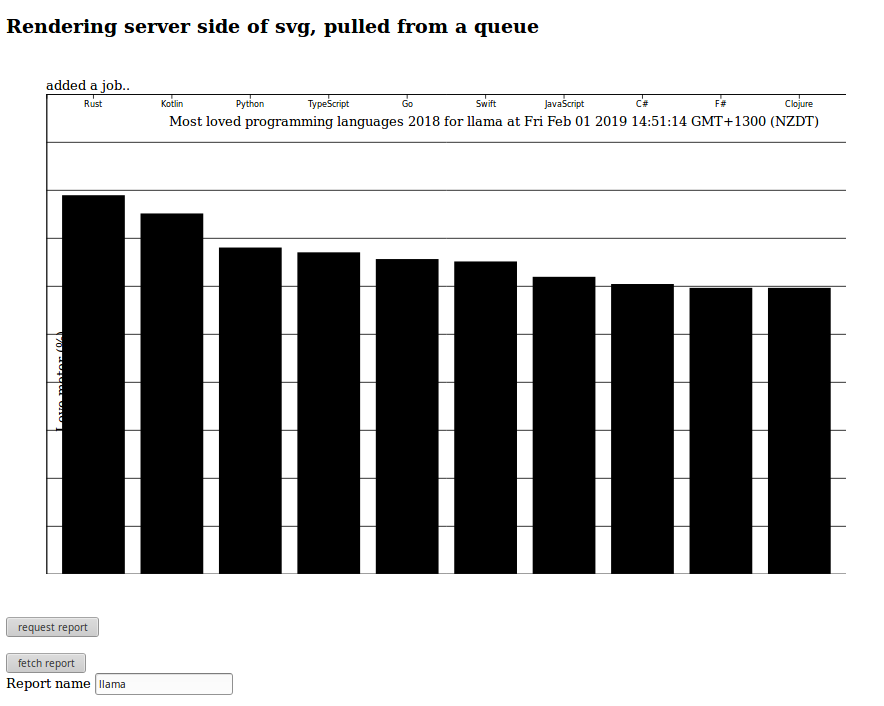 Rendering server side of svg, pulled from a queue
added a job..
Rust Kotlin Python TypeScript Go Swift JavaScript C# F# Clojure
Most loved programming languages 2018 for llama at Fri Feb 01 2019 14:51:14 GMT+1300 (NZDT)
Love meter (%)
request report
fetch report
Report name llama